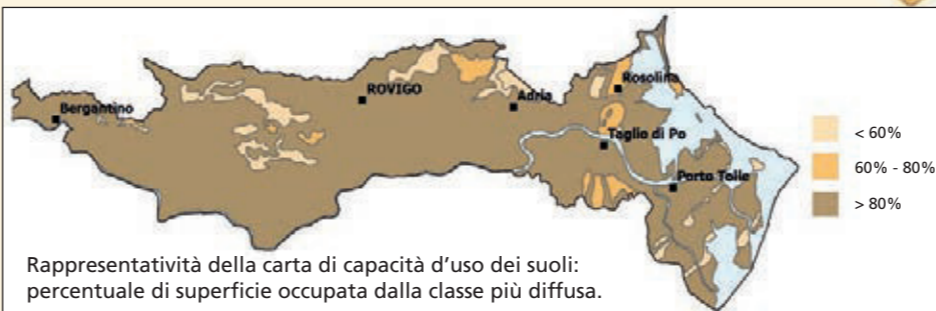 Bergantino
ROVIGO
Adria
Rosolina
Taglio di Po
Porto Tolle
< 60%
60% - 80%
> 80%
Rappresentatività della carta di capacità d'uso dei suoli:
percentuale di superficie occupata dalla classe più diffusa.